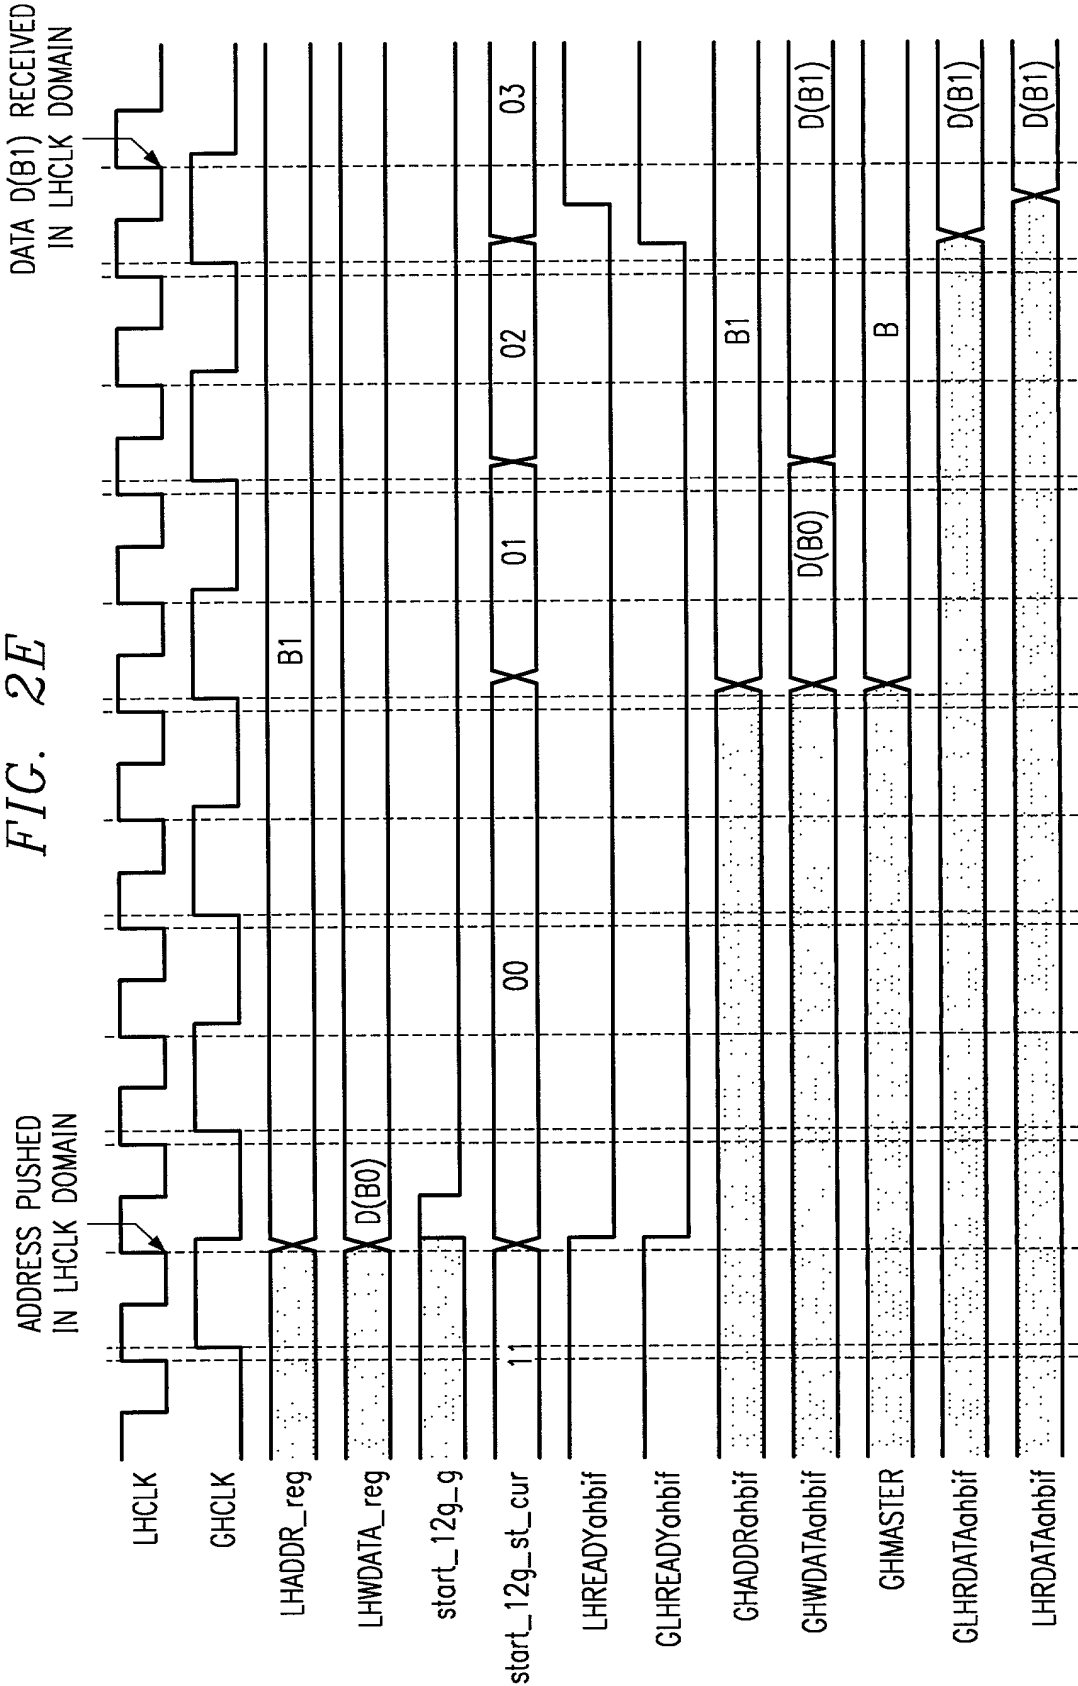 FIG. 2E
ADDRESS PUSHED
IN LHCLK DOMAIN
DATA D(B1) RECEIVED
IN LHCLK DOMAIN
LHCLK
GHCLK
LHADDR_reg B1
LHWDATA_reg D(B0)
start_12g_g
start_12g_st_cur 11 00 01 02 03
LHREADYahbif
GLHREADYahbif
GHADDRahbif B1
GHWDATAahbif D(B0) D(B1)
GHMASTER B
GLHRDATAahbif D(B1)
LHRDATAahbif D(B1)